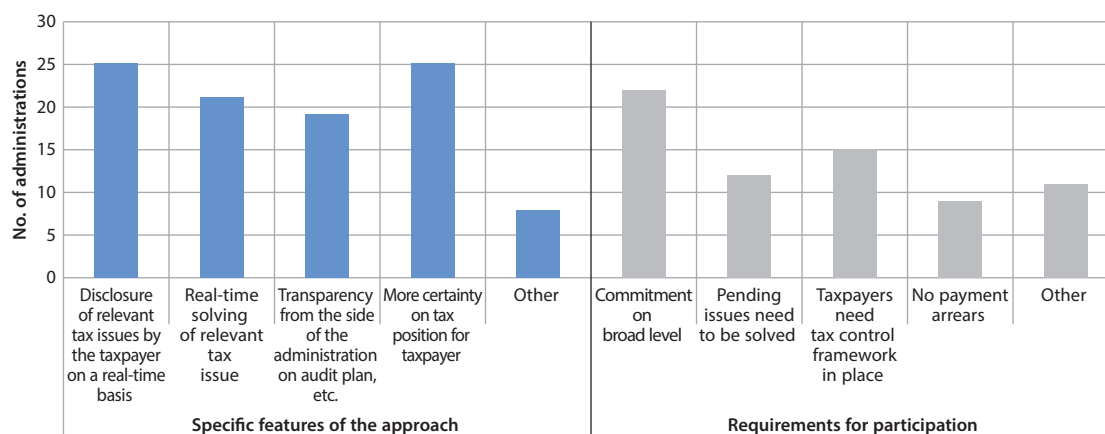 30
25
20
15
10
5
0
No. of administrations
Disclosure
of relevant
tax issues by
the taxpayer
on a real-time
basis
Real-time
solving
of relevant
tax
issue
Transparency
from the side
of the
administration
on audit plan,
etc.
More certainty
on tax
position for
taxpayer
Other
Commitment
on
broad level
Pending
issues need
to be solved
Taxpayers
need
tax control
framework
in place
No payment
arrears
Other
Specific features of the approach
Requirements for participation